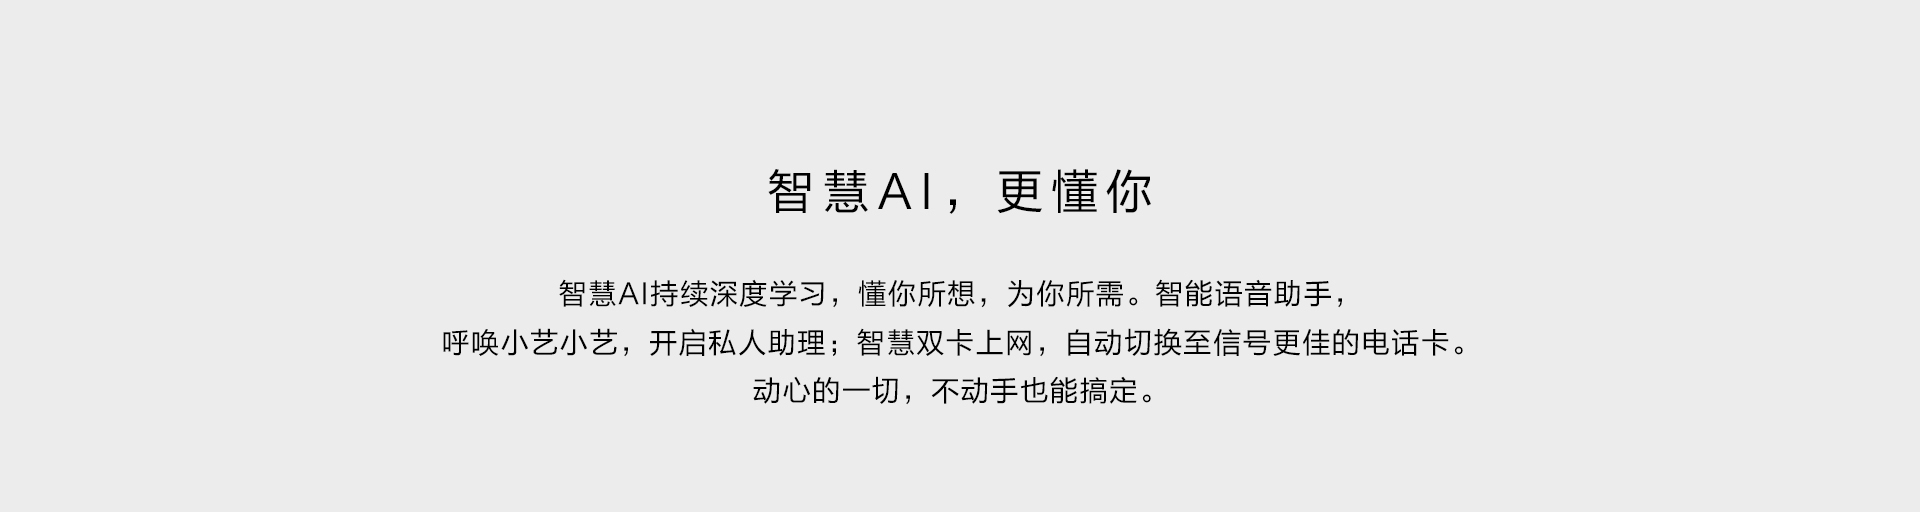 智慧AI，更懂你
智慧AI持续深度学习，懂你所想，为你所需。智能语音助手，
呼唤小艺小艺，开启私人助理；智慧双卡上网，自动切换至信号更佳的电话卡。
动心的一切，不动手也能搞定。